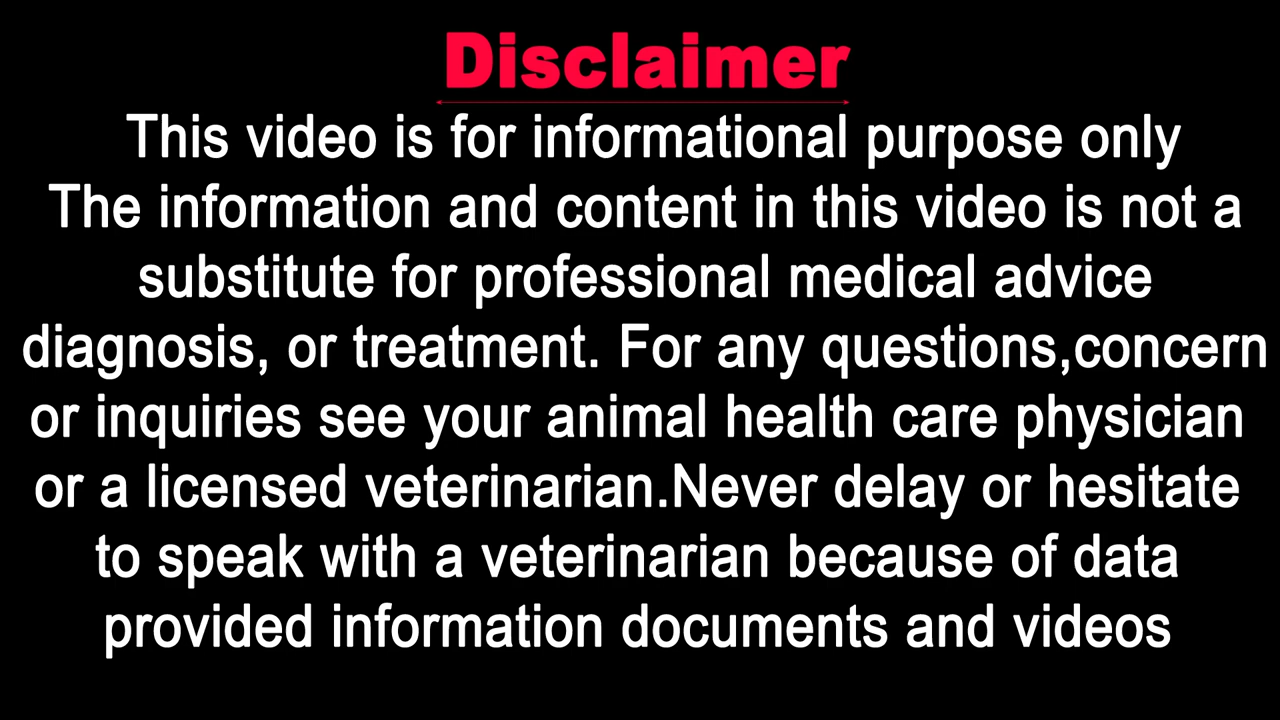 Disclaimer
This video is for informational purpose only
The information and content in this video is not a
substitute for professional medical advice
diagnosis, or treatment. For any questions,concern
or inquiries see your animal health care physician
or a licensed veterinarian.Never delay or hesitate
to speak with a veterinarian because of data
provided information documents and videos